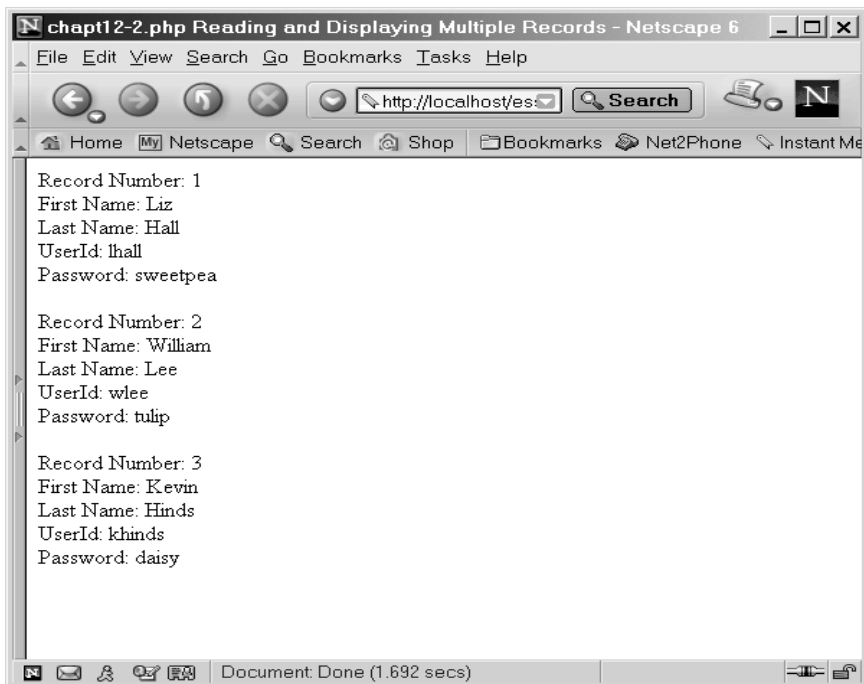 N chapt12-2.php Reading and Displaying Multiple Records - Netscape 6
File Edit View Search Go Bookmarks Tasks Help
http://localhost/es Search N
Home My Netscape Search Shop Bookmarks Net2Phone Instant Me
Record Number: 1
First Name: Liz
Last Name: Hall
UserId: lhall
Password: sweetpea
Record Number: 2
First Name: William
Last Name: Lee
UserId: wlee
Password: tulip
Record Number: 3
First Name: Kevin
Last Name: Hinds
UserId: khinds
Password: daisy
N Document: Done (1.692 secs)